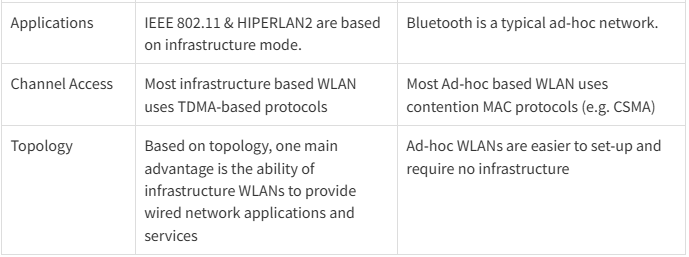 Applications
IEEE 802.11 & HIPERLAN2 are based
on infrastructure mode.
Bluetooth is a typical ad-hoc network.
Channel Access
Most infrastructure based WLAN
uses TDMA-based protocols
Most Ad-hoc based WLAN uses
contention MAC protocols (e.g. CSMA)
Topology
Based on topology, one main
advantage is the ability of
infrastructure WLANs to provide
wired network applications and
services
Ad-hoc WLANs are easier to set-up and
require no infrastructure